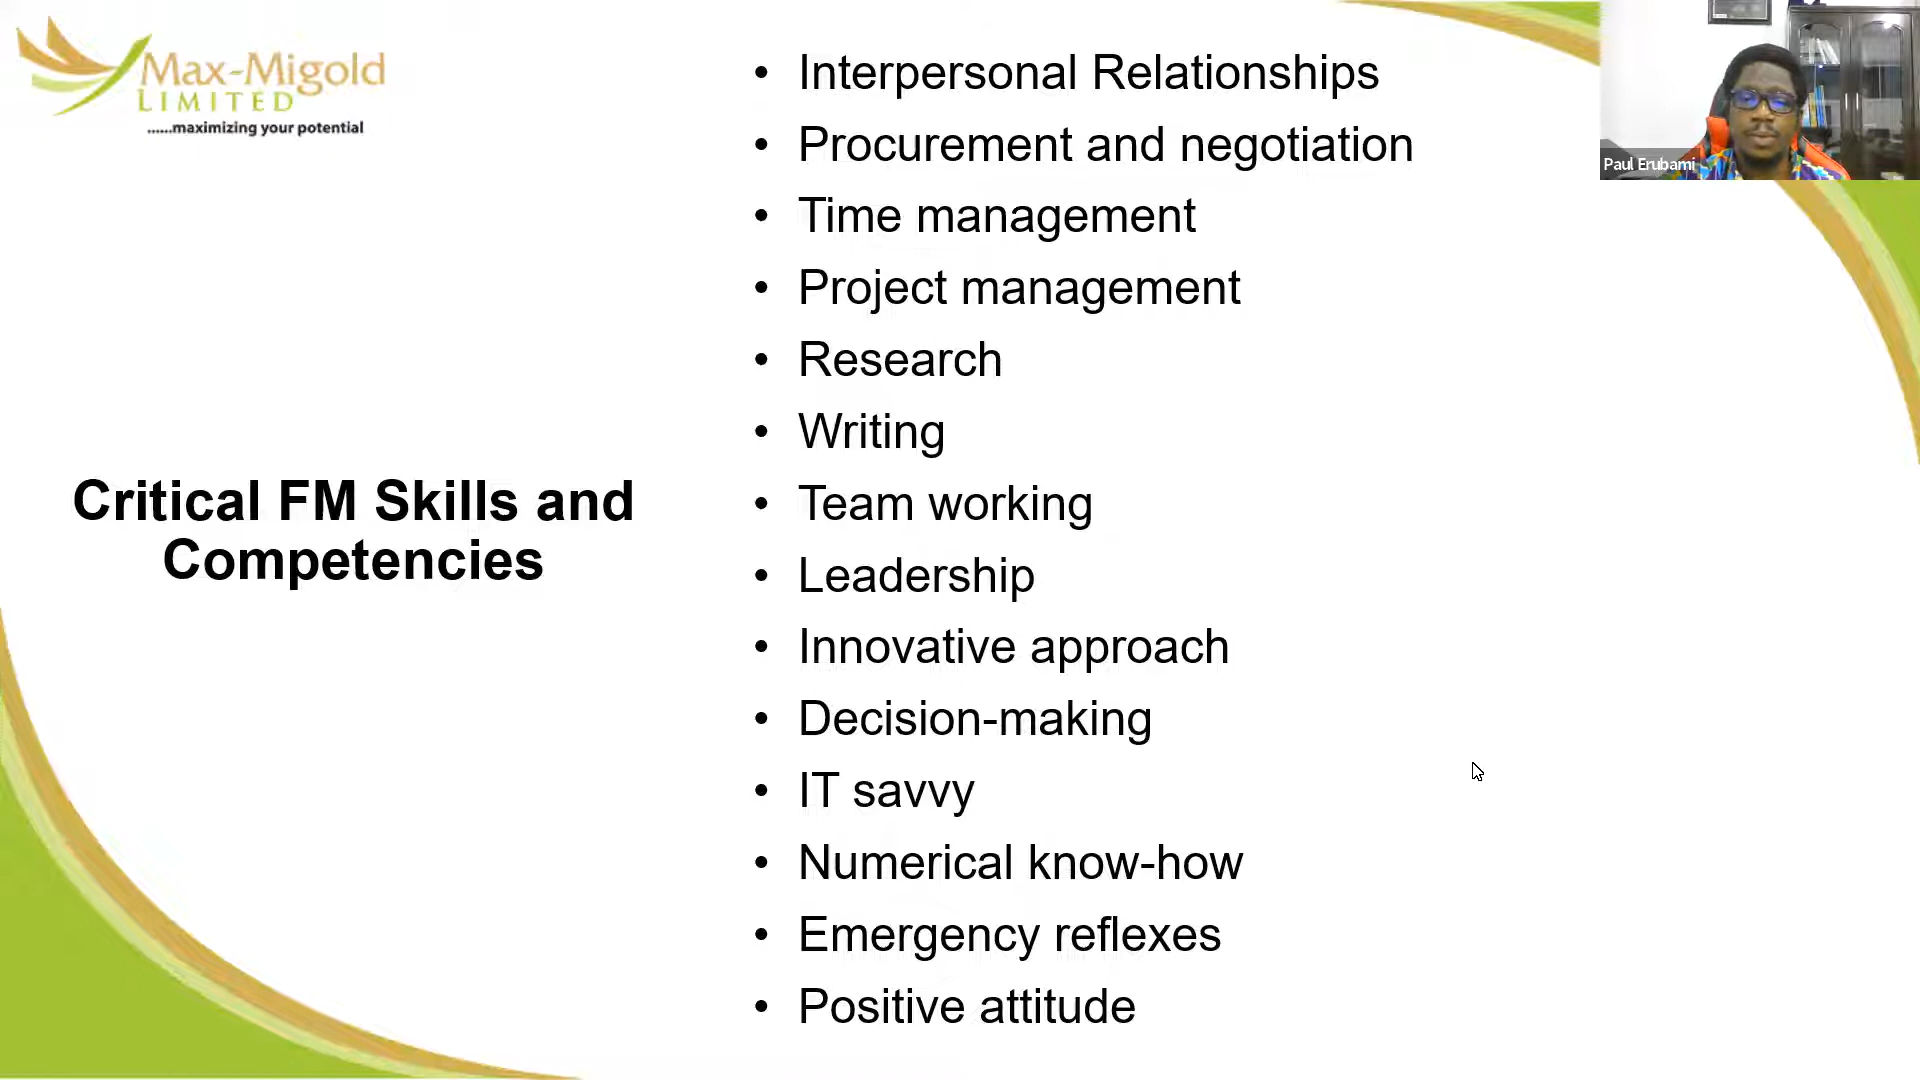 Max-Migold
LIMITED
......maximizing your potential
Critical FM Skills and
Competencies
• Interpersonal Relationships
• Procurement and negotiation
• Time management
• Project management
• Research
• Writing
• Team working
• Leadership
• Innovative approach
• Decision-making
• IT savvy
• Numerical know-how
• Emergency reflexes
• Positive attitude
Paul Erubami